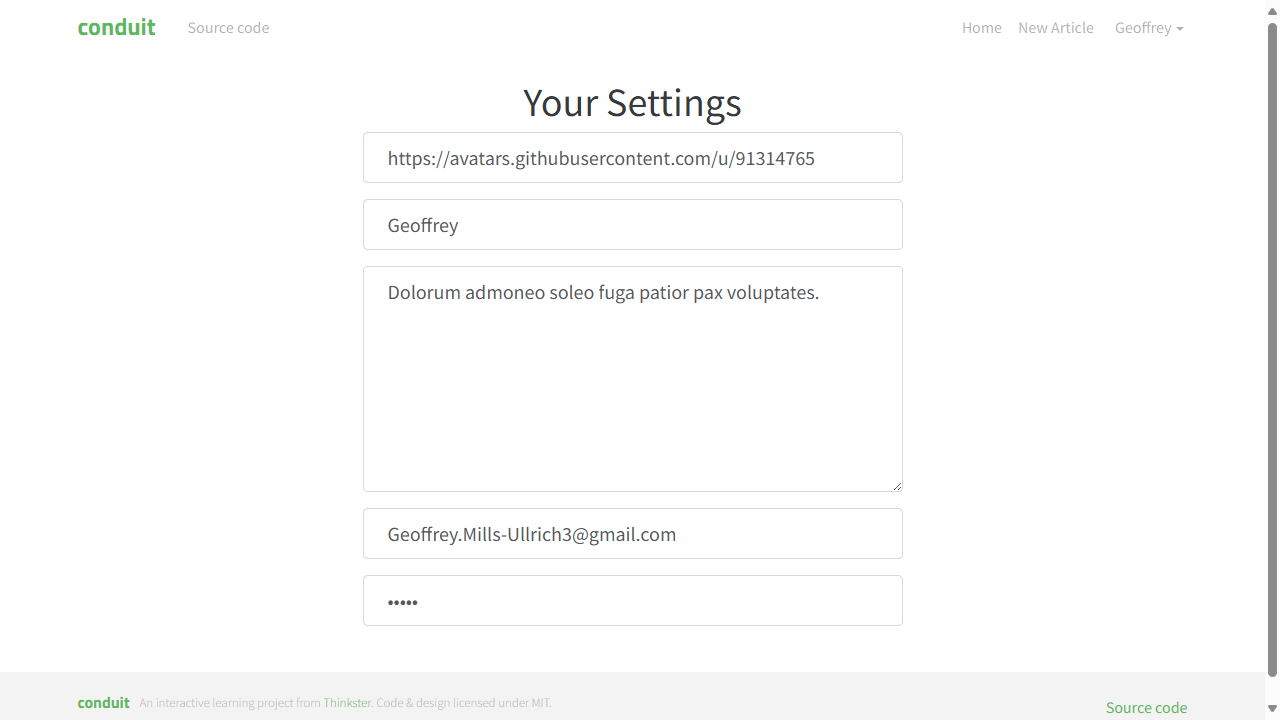 conduit Source code Home New Article Geoffrey
Your Settings
https://avatars.githubusercontent.com/u/91314765
Geoffrey
Dolorum admoneo soleo fuga patior pax voluptates.
Geoffrey.Mills-Ullrich3@gmail.com
•••••
conduit An interactive learning project from Thinkster. Code & design licensed under MIT. Source code